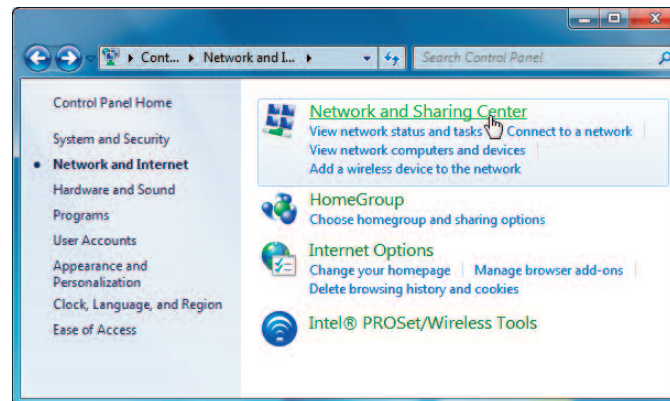 Cont... Network and I... Search Control Panel
Control Panel Home
System and Security
Network and Internet
Hardware and Sound
Programs
User Accounts
Appearance and
Personalization
Clock, Language, and Region
Ease of Access
Network and Sharing Center
View network status and tasks Connect to a network
View network computers and devices
Add a wireless device to the network
HomeGroup
Choose homegroup and sharing options
Internet Options
Change your homepage Manage browser add-ons
Delete browsing history and cookies
Intel® PROSet/Wireless Tools